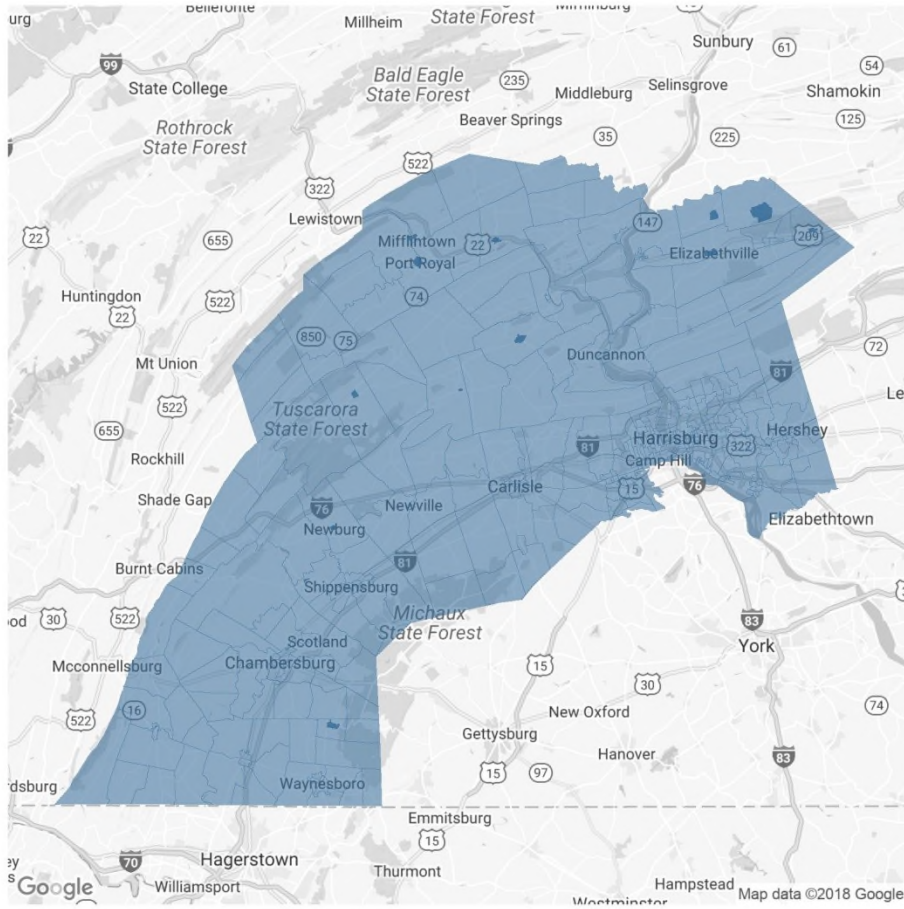 Bellefonte
Millheim
Mifflinburg
State Forest
Sunbury
61
99
State College
Bald Eagle
State Forest
235
Middleburg
Selinsgrove
54
Shamokin
125
Beaver Springs
Rothrock
State Forest
35
225
522
322
Lewistown
147
22
655
Mifflintown
22
209
Port Royal
Elizabethville
Huntingdon
522
74
22
850
75
Duncannon
72
Mt Union
81
522
Tuscarora
State Forest
655
Hershey
Harrisburg
322
Rockhill
81
Camp Hill
Carlisle
15
76
Shade Gap
76
Newville
Newburg
Elizabethtown
81
Burnt Cabins
Shippensburg
30
522
Michaux
State Forest
83
Scotland
York
Mcconnellsburg
Chambersburg
15
30
16
522
New Oxford
74
Gettysburg
Hanover
15
97
83
rdsburg
Waynesboro
Emmitsburg
15
70
Hagerstown
Thurmont
Google
Williamsport
Hampstead
Westminster
Map data ©2018 Google